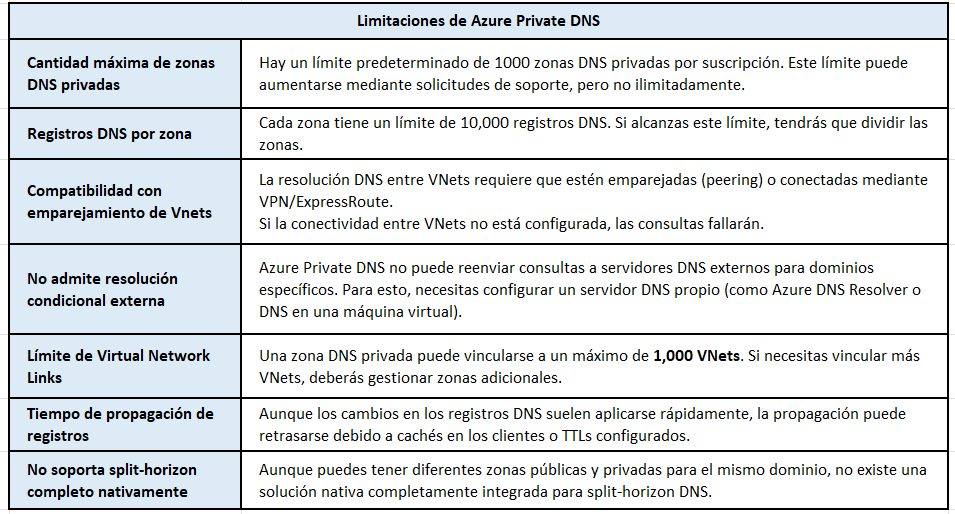 Limitaciones de Azure Private DNS
Cantidad máxima de zonas
DNS privadas
Hay un límite predeterminado de 1000 zonas DNS privadas por suscripción. Este límite puede
aumentarse mediante solicitudes de soporte, pero no ilimitadamente.
Registros DNS por zona
Cada zona tiene un límite de 10,000 registros DNS. Si alcanzas este límite, tendrás que dividir las
zonas.
Compatibilidad con
emparejamiento de Vnets
La resolución DNS entre VNets requiere que estén emparejadas (peering) o conectadas mediante
VPN/ExpressRoute.
Si la conectividad entre VNets no está configurada, las consultas fallarán.
No admite resolución
condicional externa
Azure Private DNS no puede reenviar consultas a servidores DNS externos para dominios
específicos. Para esto, necesitas configurar un servidor DNS propio (como Azure DNS Resolver o
DNS en una máquina virtual).
Límite de Virtual Network
Links
Una zona DNS privada puede vincularse a un máximo de 1,000 VNets. Si necesitas vincular más
VNets, deberás gestionar zonas adicionales.
Tiempo de propagación de
registros
Aunque los cambios en los registros DNS suelen aplicarse rápidamente, la propagación puede
retrasarse debido a cachés en los clientes o TTLs configurados.
No soporta split-horizon
completo nativamente
Aunque puedes tener diferentes zonas públicas y privadas para el mismo dominio, no existe una
solución nativa completamente integrada para split-horizon DNS.